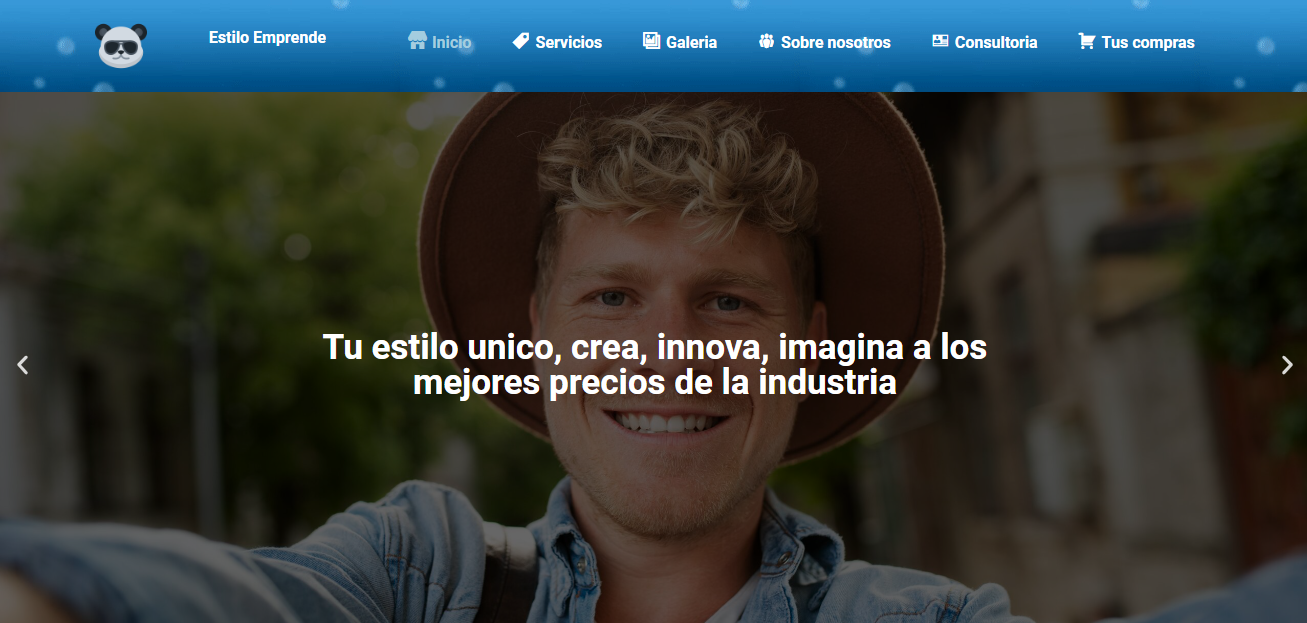 Estilo Emprende
Inicio
Servicios
Galeria
Sobre nosotros
Consultoria
Tus compras
Tu estilo unico, crea, innova, imagina a los
mejores precios de la industria